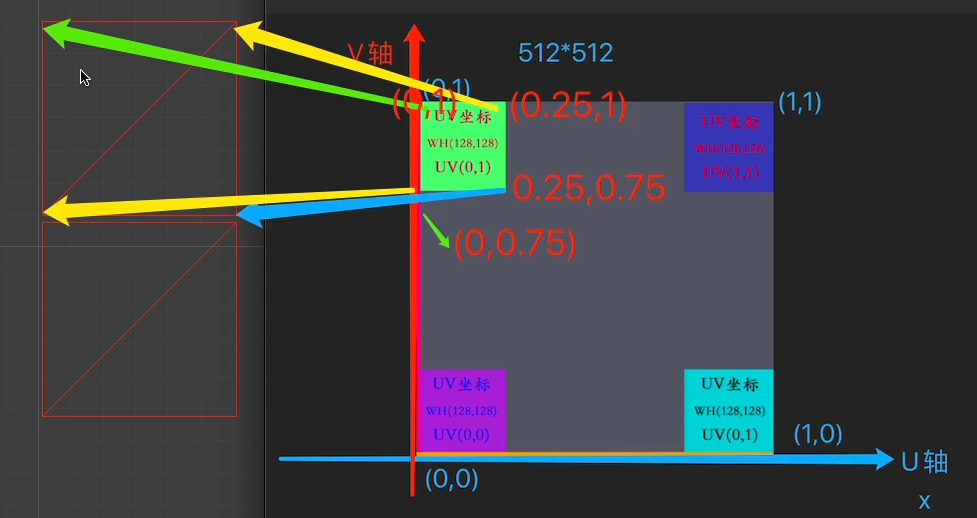 V 轴
512*512
(0,1)
(0,1)
(0.25,1)
(1,1)
UV坐标
WH(128,128)
UV(0,1)
UV坐标
WH(128,128)
UV(1,1)
0.25,0.75
(0,0.75)
UV坐标
WH(128,128)
UV(0,0)
UV坐标
WH(128,128)
UV(0,1)
(1,0)
U 轴
(0,0)
x